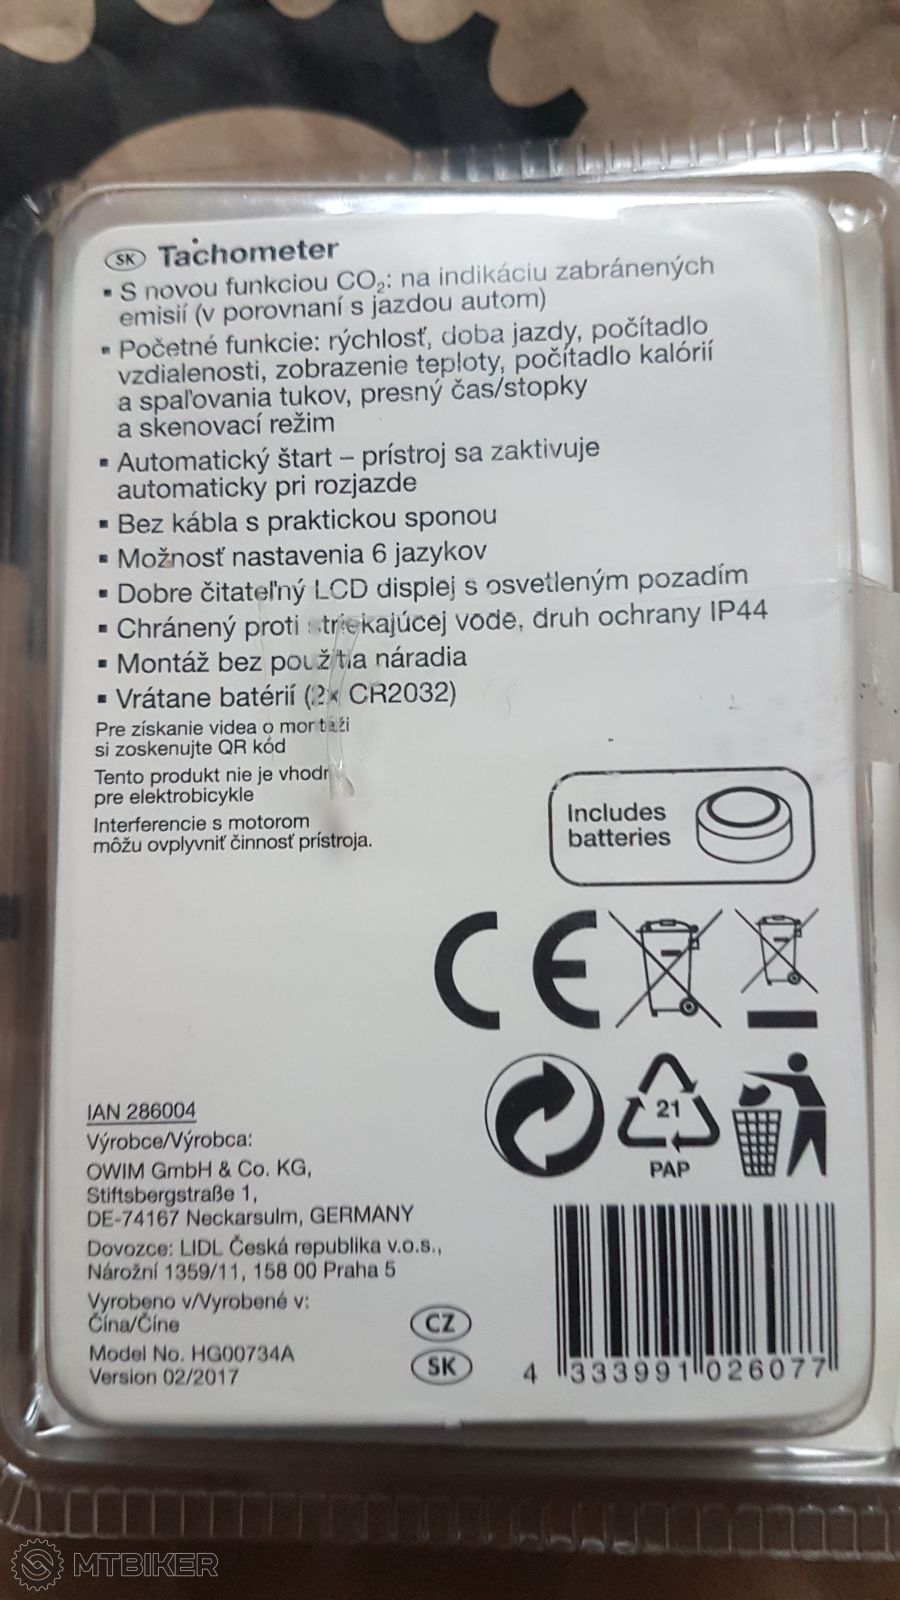 SK Tachometer
▪ S novou funkciou CO₂: na indikáciu zabránených
emisií (v porovnaní s jazdou autom)
▪ Početné funkcie: rýchlosť, doba jazdy, počítadlo
vzdialenosti, zobrazenie teploty, počítadlo kalórií
a spaľovania tukov, presný čas/stopky
a skenovací režim
▪ Automatický štart – prístroj sa zaktivuje
automaticky pri rozjazde
▪ Bez kábla s praktickou sponou
▪ Možnosť nastavenia 6 jazykov
▪ Dobre čitateľný LCD displej s osvetleným pozadím
▪ Chránený proti striekajúcej vode, druh ochrany IP44
▪ Montáž bez použitia náradia
▪ Vrátane batérií (2x CR2032)
Pre získanie videa o montáži
si zoskenujte QR kód
Tento produkt nie je vhodn
pre elektrobicykle
Interferencie s motorom
môžu ovplyvniť činnosť prístroja.
Includes
batteries
CE
21
PAP
IAN 286004
Výrobce/Výrobca:
OWIM GmbH & Co. KG,
Stiftsbergstraße 1,
DE-74167 Neckarsulm, GERMANY
Dovozce: LIDL Česká republika v.o.s.,
Nárožní 1359/11, 158 00 Praha 5
Vyrobeno v/Vyrobené v:
Čína/Číne
Model No. HG00734A
Version 02/2017
CZ
SK
4 333991 026077
MTBIKER